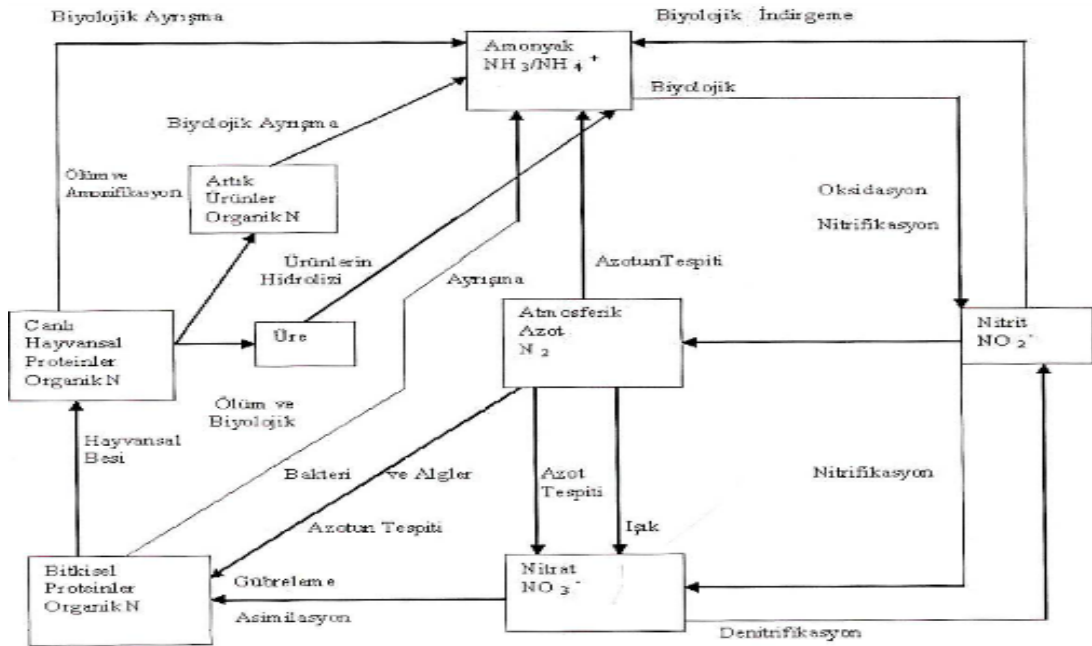 Biyolojik Ayrışma
Biyolojik İndirgeme
Amonyak
NH3/NH4+
Biyolojik
Biyolojik Ayrışma
Ölüm ve
Amonifikasyon
Artık
Ürünler
Organik N
Oksidasyon
Nitrifikasyon
Ürünlerin
Hidrolizi
Ayrışma
AzotunTespiti
Canlı
Hayvansal
Proteinler
Organik N
Üre
Atmosferik
Azot
N2
Nitrit
NO2-
Ölüm ve
Biyolojik
Hayvansal
Besi
Bakteri ve Algler
Azot
Tespiti
Nitrifikasyon
Azotun Tespiti
Işık
Bitkisel
Proteinler
Organik N
Gübreleme
Asimilasyon
Nitrat
NO3-
Denitrifikasyon